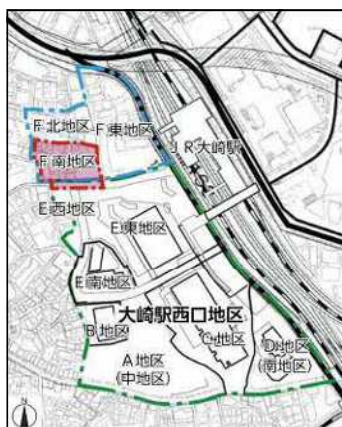 F北地区
F東地区
JR大崎駅
F南地区
E西地区
E東地区
E南地区
大崎駅西口地区
B地区
C地区
D地区
(南地区)
A地区
(中地区)
N